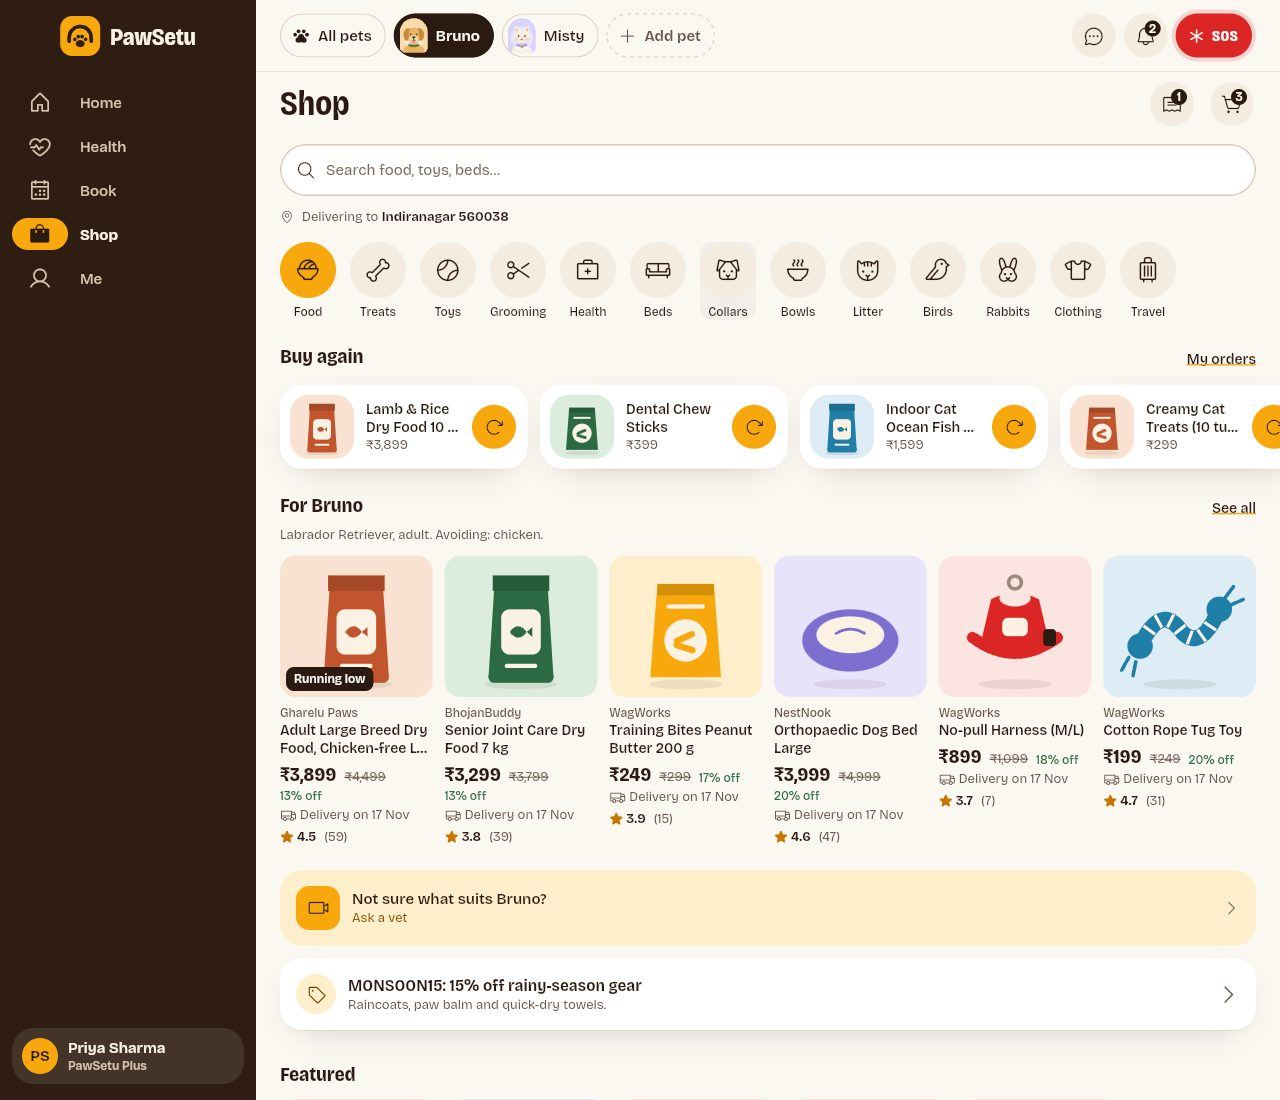 PawSetu
Home
Health
Book
Shop
Me
PS
Priya Sharma
PawSetu Plus
All pets
Bruno
Misty
Add pet
2
SOS
Shop
1
3
Search food, toys, beds...
Delivering to Indiranagar 560038
Food
Treats
Toys
Grooming
Health
Beds
Collars
Bowls
Litter
Birds
Rabbits
Clothing
Travel
Buy again
My orders
Lamb & Rice
Dry Food 10 ...
₹3,899
Dental Chew
Sticks
₹399
Indoor Cat
Ocean Fish ...
₹1,599
Creamy Cat
Treats (10 tu...
₹299
For Bruno
See all
Labrador Retriever, adult. Avoiding: chicken.
Running low
Gharelu Paws
Adult Large Breed Dry
Food, Chicken-free L...
₹3,899 ₹4,499
13% off
Delivery on 17 Nov
4.5 (59)
BhojanBuddy
Senior Joint Care Dry
Food 7 kg
₹3,299 ₹3,799
13% off
Delivery on 17 Nov
3.8 (39)
WagWorks
Training Bites Peanut
Butter 200 g
₹249 ₹299 17% off
Delivery on 17 Nov
3.9 (15)
NestNook
Orthopaedic Dog Bed
Large
₹3,999 ₹4,999
20% off
Delivery on 17 Nov
4.6 (47)
WagWorks
No-pull Harness (M/L)
₹899 ₹1,099 18% off
Delivery on 17 Nov
3.7 (7)
WagWorks
Cotton Rope Tug Toy
₹199 ₹249 20% off
Delivery on 17 Nov
4.7 (31)
Not sure what suits Bruno?
Ask a vet
MONSOON15: 15% off rainy-season gear
Raincoats, paw balm and quick-dry towels.
Featured